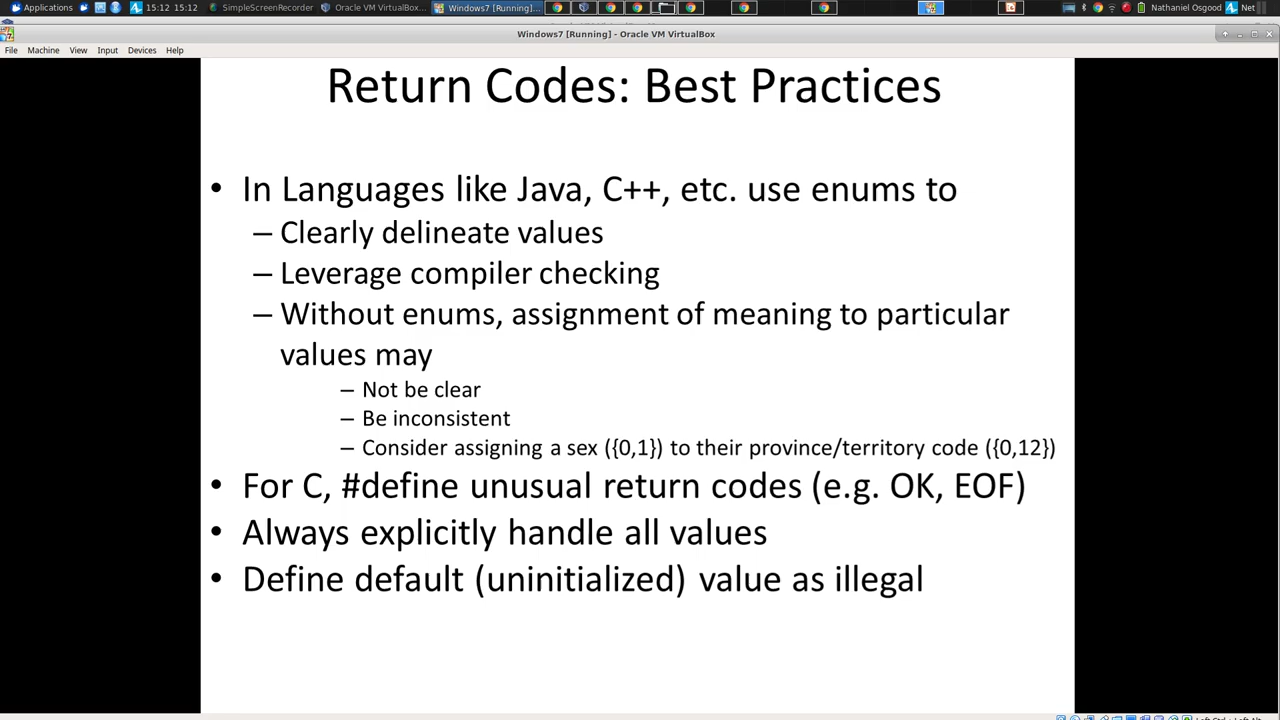 Applications 15:12 15:12 SimpleScreenRecorder Oracle VM VirtualBox... Windows7 [Running]... Nathaniel Osgood Net
Windows7 [Running] - Oracle VM VirtualBox
File Machine View Input Devices Help
Return Codes: Best Practices
• In Languages like Java, C++, etc. use enums to
– Clearly delineate values
– Leverage compiler checking
– Without enums, assignment of meaning to particular
values may
– Not be clear
– Be inconsistent
– Consider assigning a sex ({0,1}) to their province/territory code ({0,12})
• For C, #define unusual return codes (e.g. OK, EOF)
• Always explicitly handle all values
• Define default (uninitialized) value as illegal